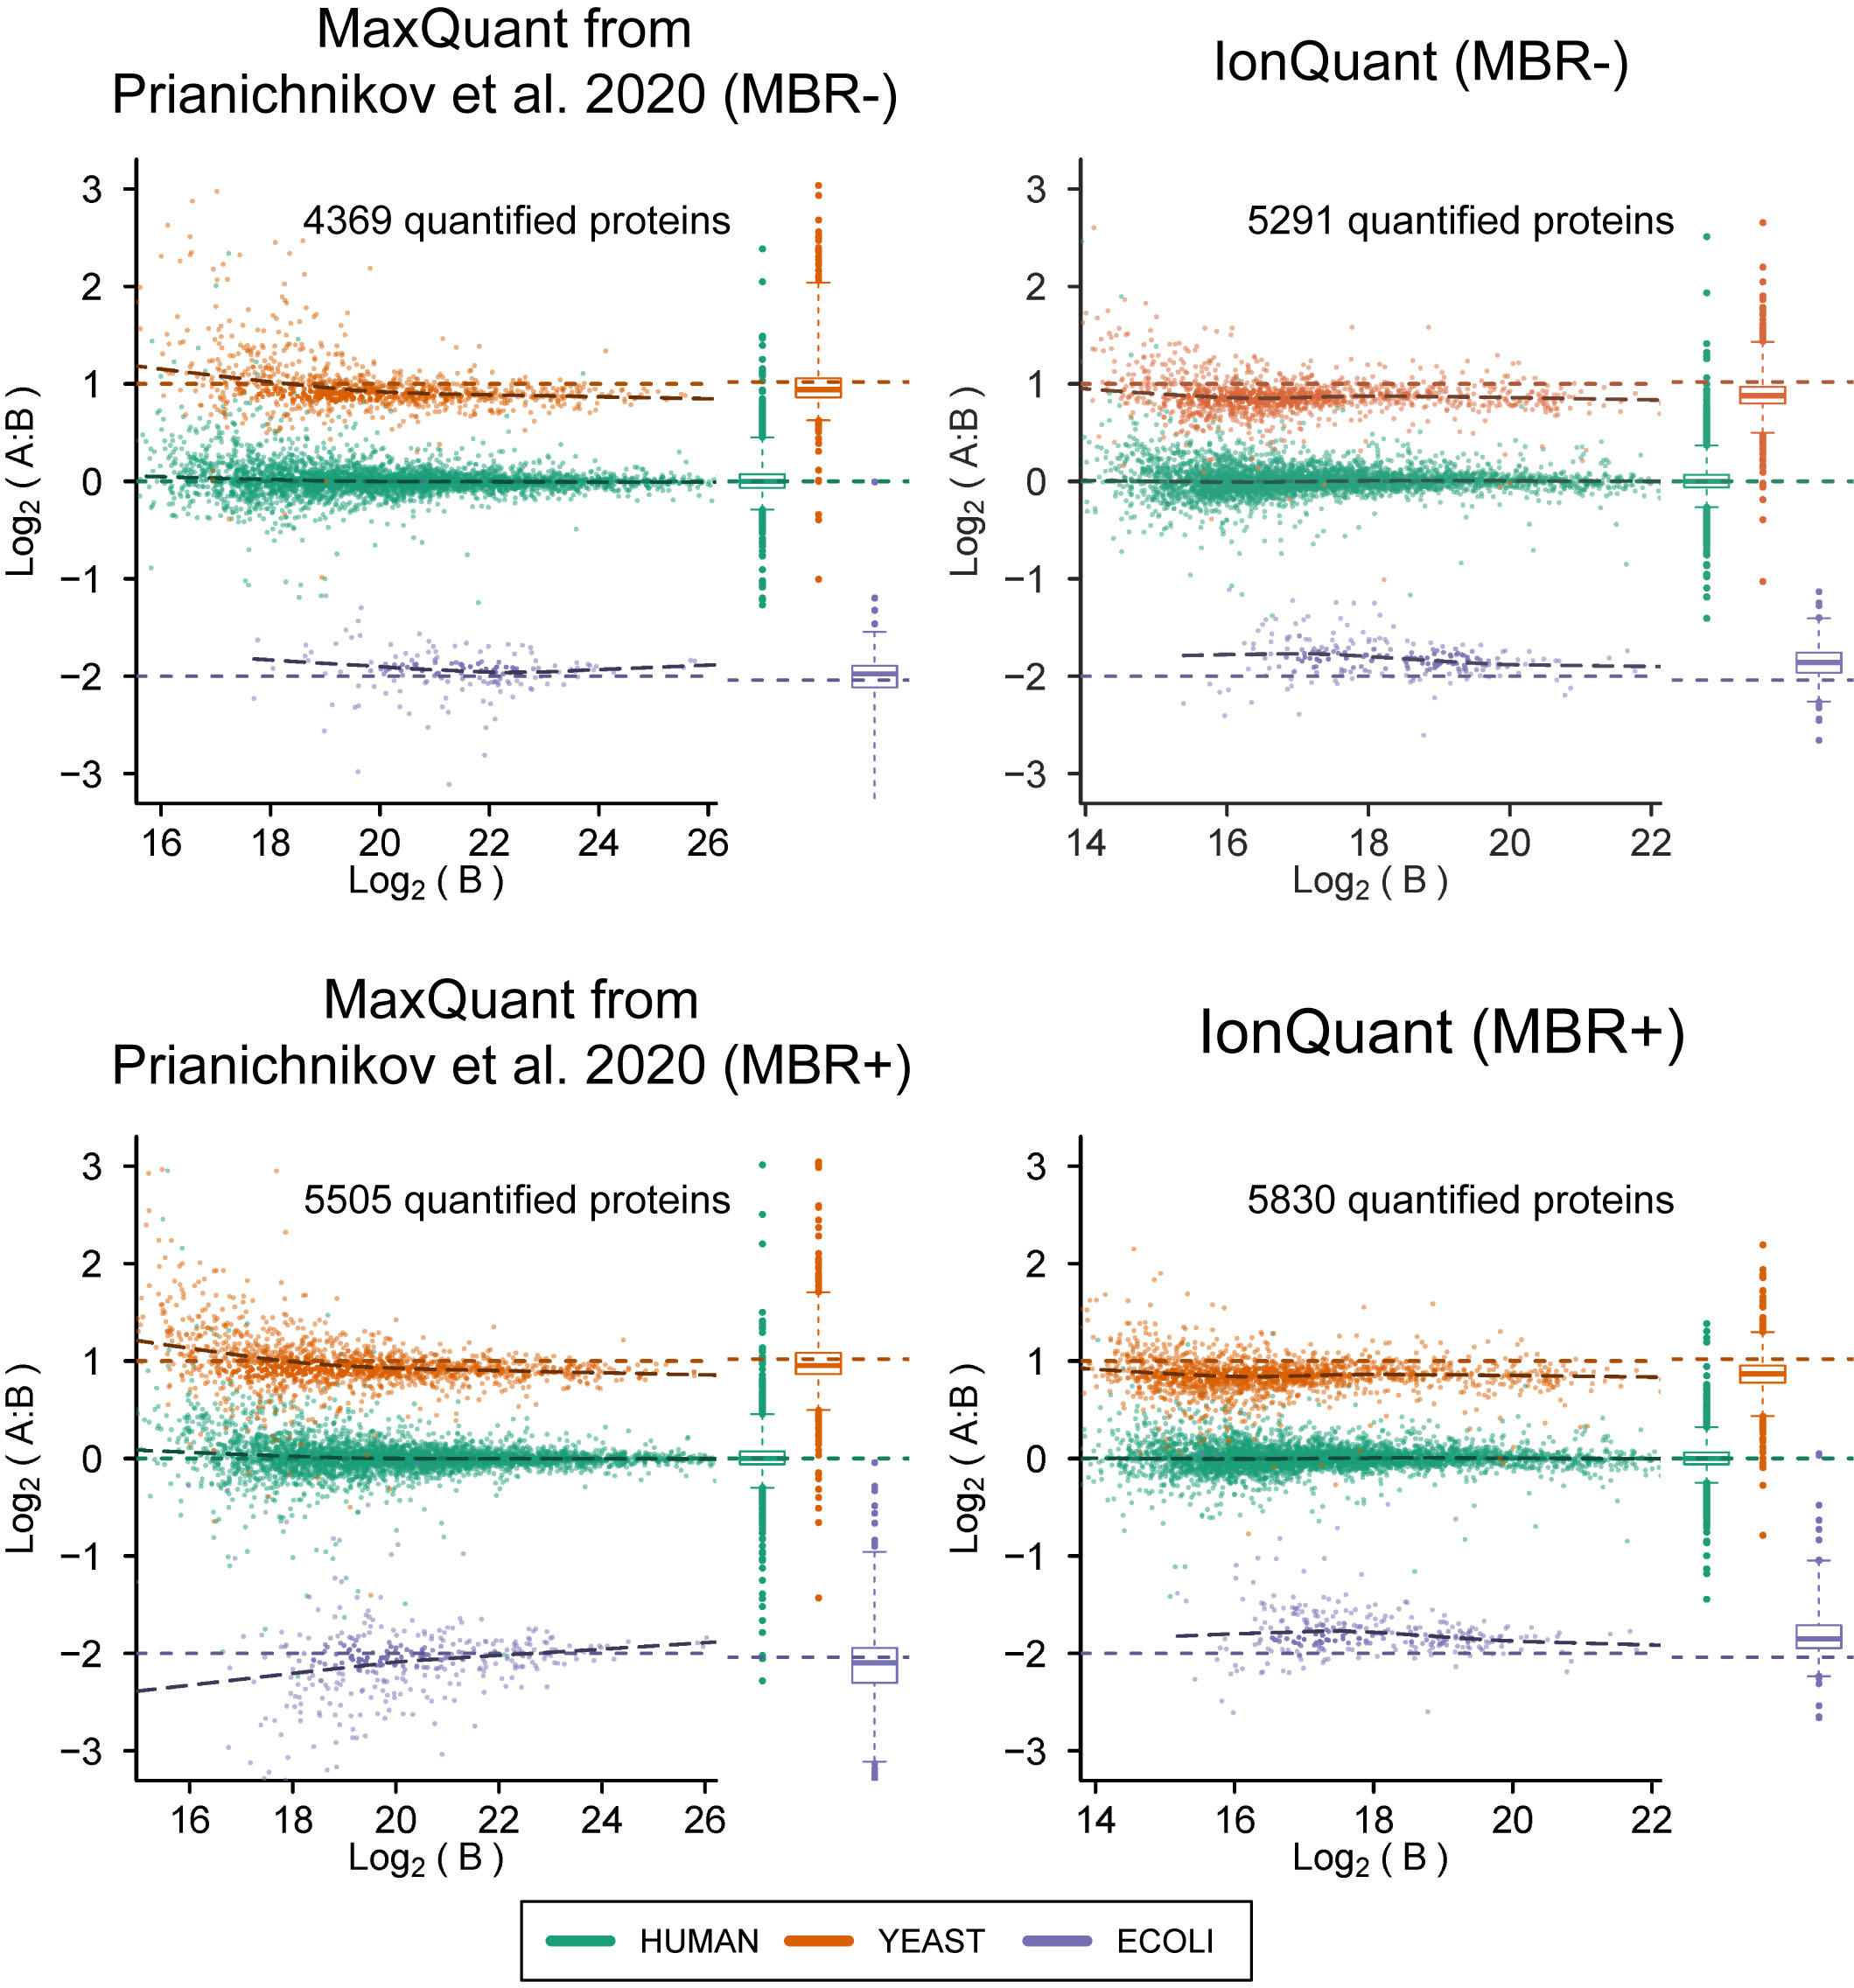 MaxQuant from
Prianichnikov et al. 2020 (MBR-)
4369 quantified proteins
Log2 ( A:B )
3
2
1
0
−1
−2
−3
16 18 20 22 24 26
Log2 ( B )
IonQuant (MBR-)
5291 quantified proteins
Log2 ( A:B )
3
2
1
0
−1
−2
−3
14 16 18 20 22
Log2 ( B )
MaxQuant from
Prianichnikov et al. 2020 (MBR+)
5505 quantified proteins
Log2 ( A:B )
3
2
1
0
−1
−2
−3
16 18 20 22 24 26
Log2 ( B )
IonQuant (MBR+)
5830 quantified proteins
Log2 ( A:B )
3
2
1
0
−1
−2
−3
14 16 18 20 22
Log2 ( B )
HUMAN YEAST ECOLI